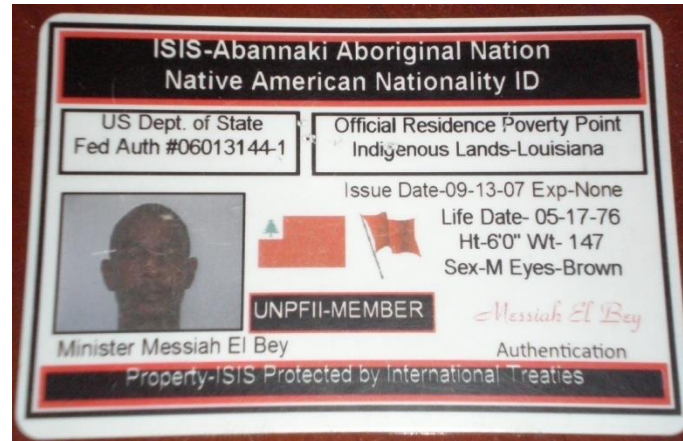 ISIS-Abannaki Aboriginal Nation
Native American Nationality ID
US Dept. of State
Fed Auth #06013144-1
Official Residence Poverty Point
Indigenous Lands-Louisiana
Issue Date-09-13-07 Exp-None
Life Date- 05-17-76
Ht-6'0" Wt- 147
Sex-M Eyes-Brown
UNPFII-MEMBER
Messiah El Bey
Minister Messiah El Bey
Authentication
Property-ISIS Protected by International Treaties